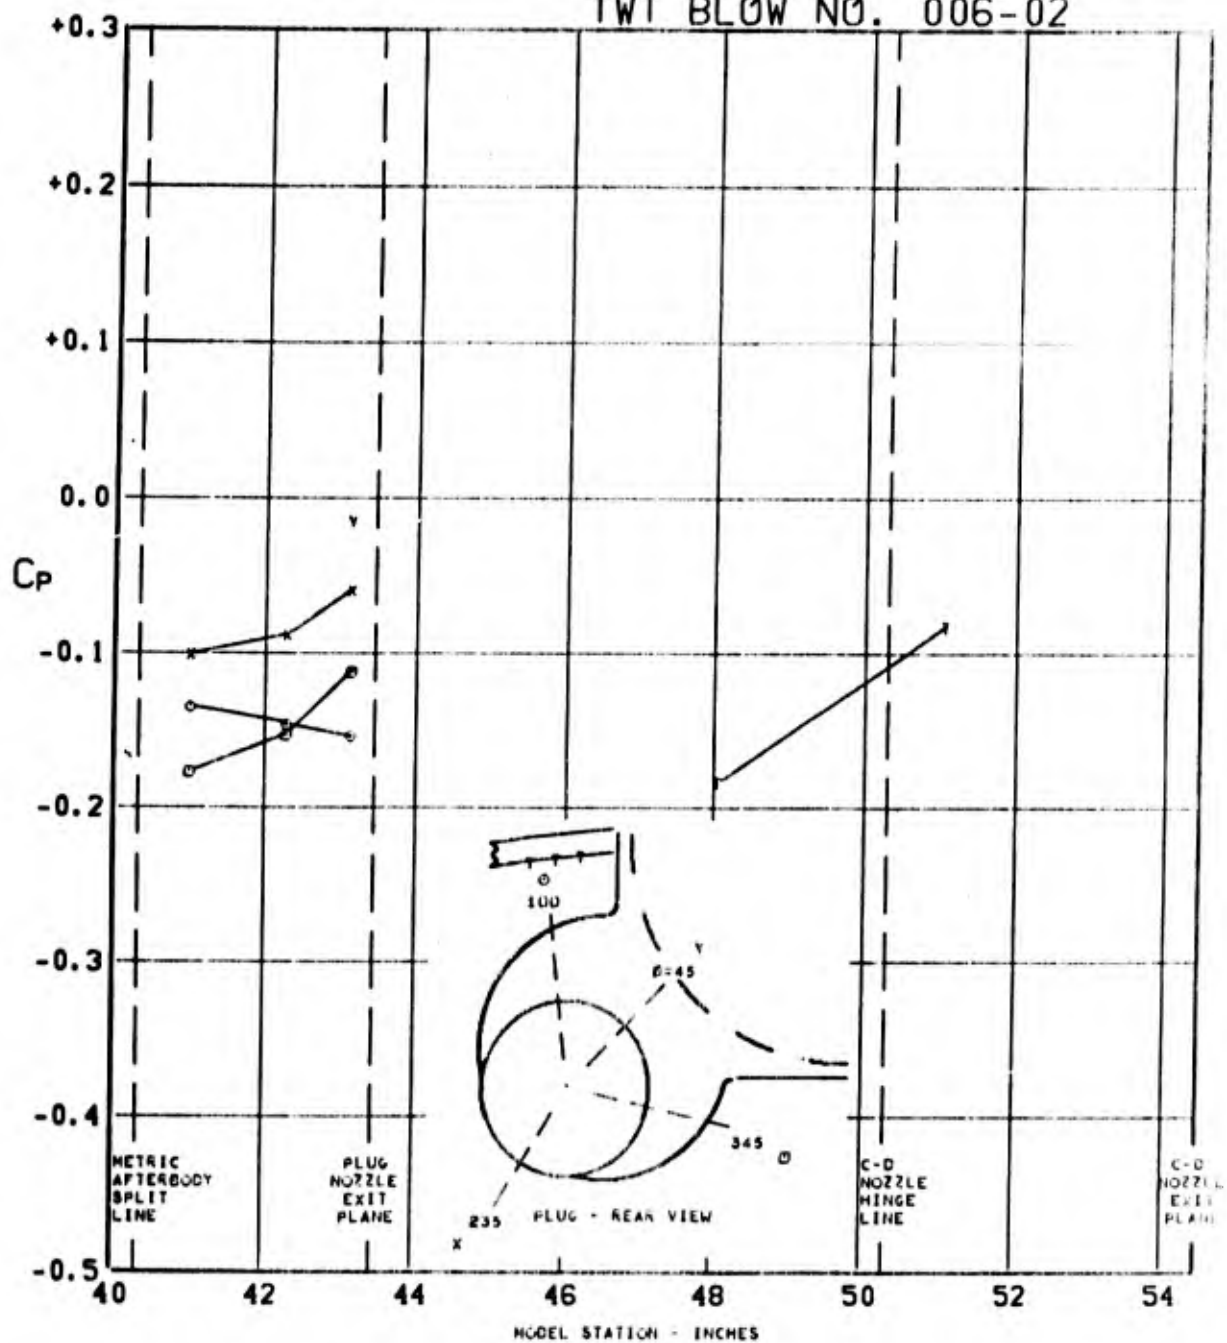 TWT BLOW NO. 006-02
+0.3
+0.2
+0.1
0.0
CP
-0.1
-0.2
-0.3
-0.4
-0.5
100
Ø=45
345
235
PLUG - REAR VIEW
METRIC
AFTERBODY
SPLIT
LINE
PLUG
NOZZLE
EXIT
PLANE
C-D
NOZZLE
HINGE
LINE
C-D
NOZZLE
EXIT
PLANE
40 42 44 46 48 50 52 54
MODEL STATION - INCHES